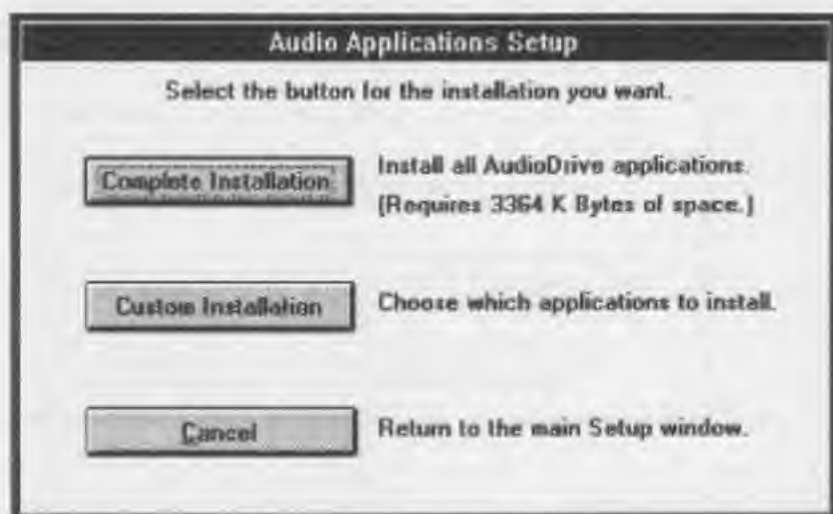 Audio Applications Setup
Select the button for the installation you want.
Complete Installation
Install all AudioDrive applications.
(Requires 3364 K Bytes of space.)
Custom Installation
Choose which applications to install.
Cancel
Return to the main Setup window.